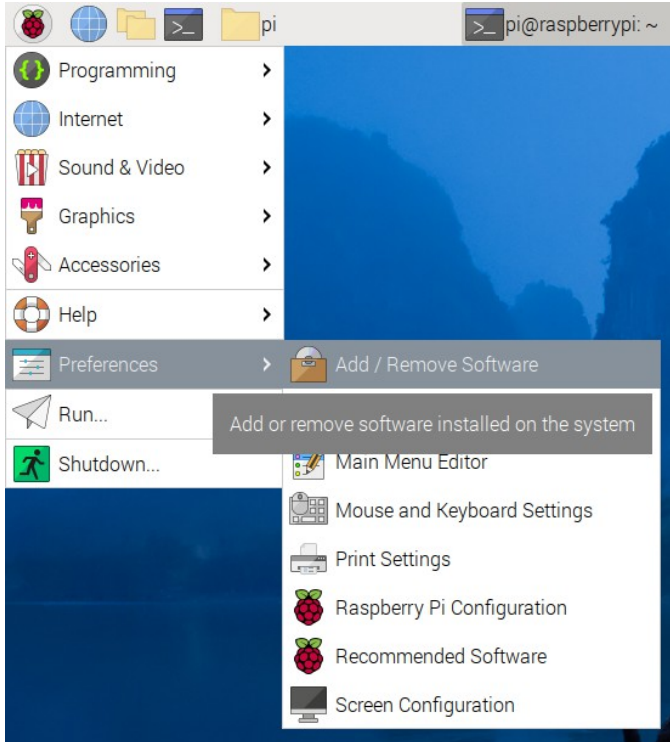 pi
pi@raspberrypi: ~
Programming
Internet
Sound & Video
Graphics
Accessories
Help
Preferences
Add / Remove Software
Run...
Add or remove software installed on the system
Shutdown...
Main Menu Editor
Mouse and Keyboard Settings
Print Settings
Raspberry Pi Configuration
Recommended Software
Screen Configuration